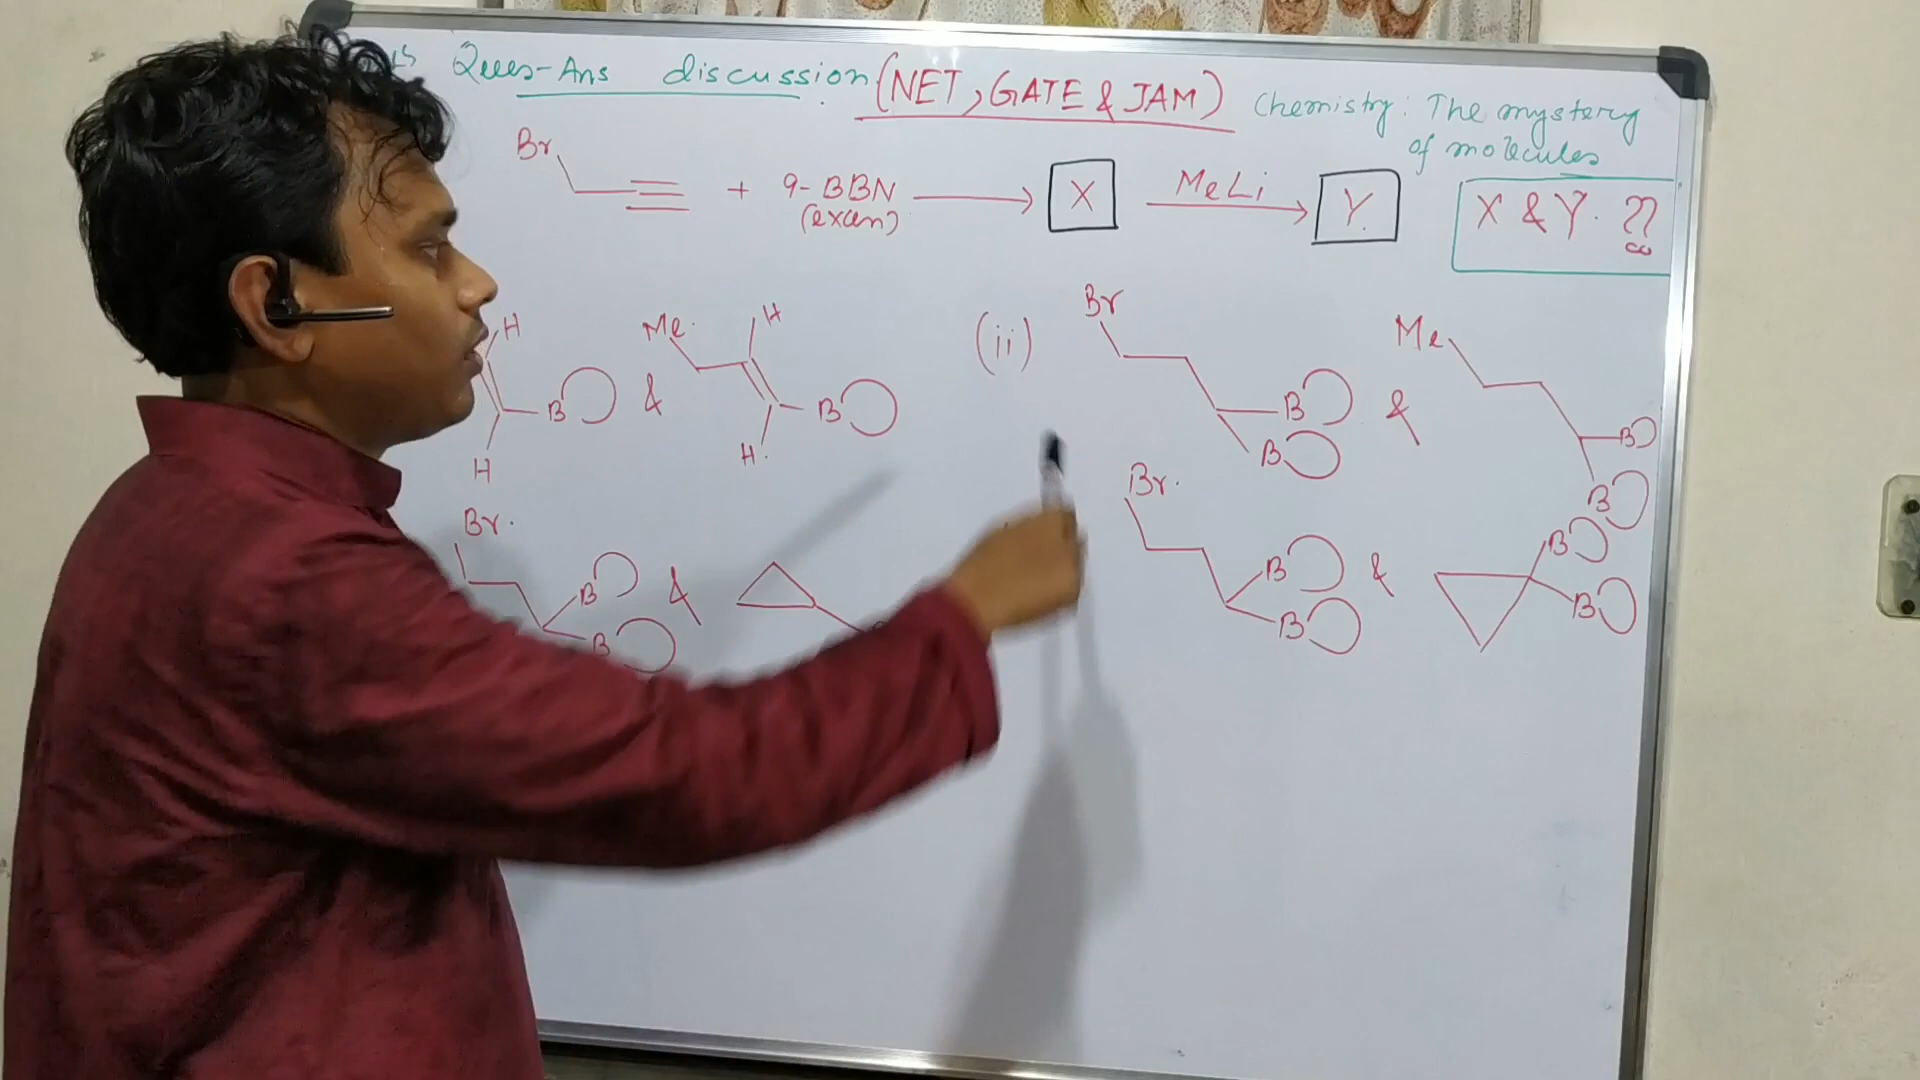 Ques-Ans discussion (NET, GATE & JAM) Chemistry: The mystery
of molecules
Br
+ 9-BBN
(excen)
X
MeLi
Y.
X & Y. ??
H
B
H
&
Me.
H
B
H.
(ii)
Br
B
B
&
Me
B
B
Br.
B
B
&
Br.
B
B
&
B
B